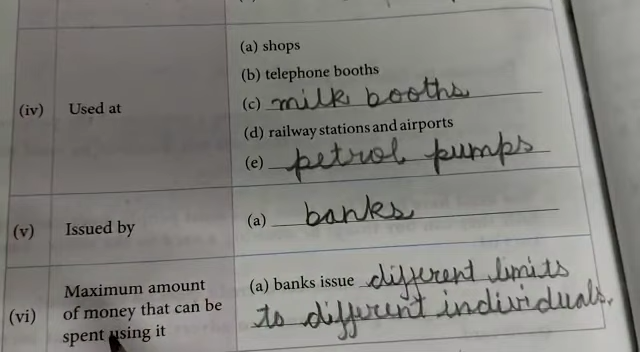 (a) shops
(b) telephone booths
(iv) Used at
(c) milk booths
(d) railway stations and airports
(e) petrol pumps
(v) Issued by (a) banks
(vi) Maximum amount of money that can be spent using it
(a) banks issue different limits
to different individuals.